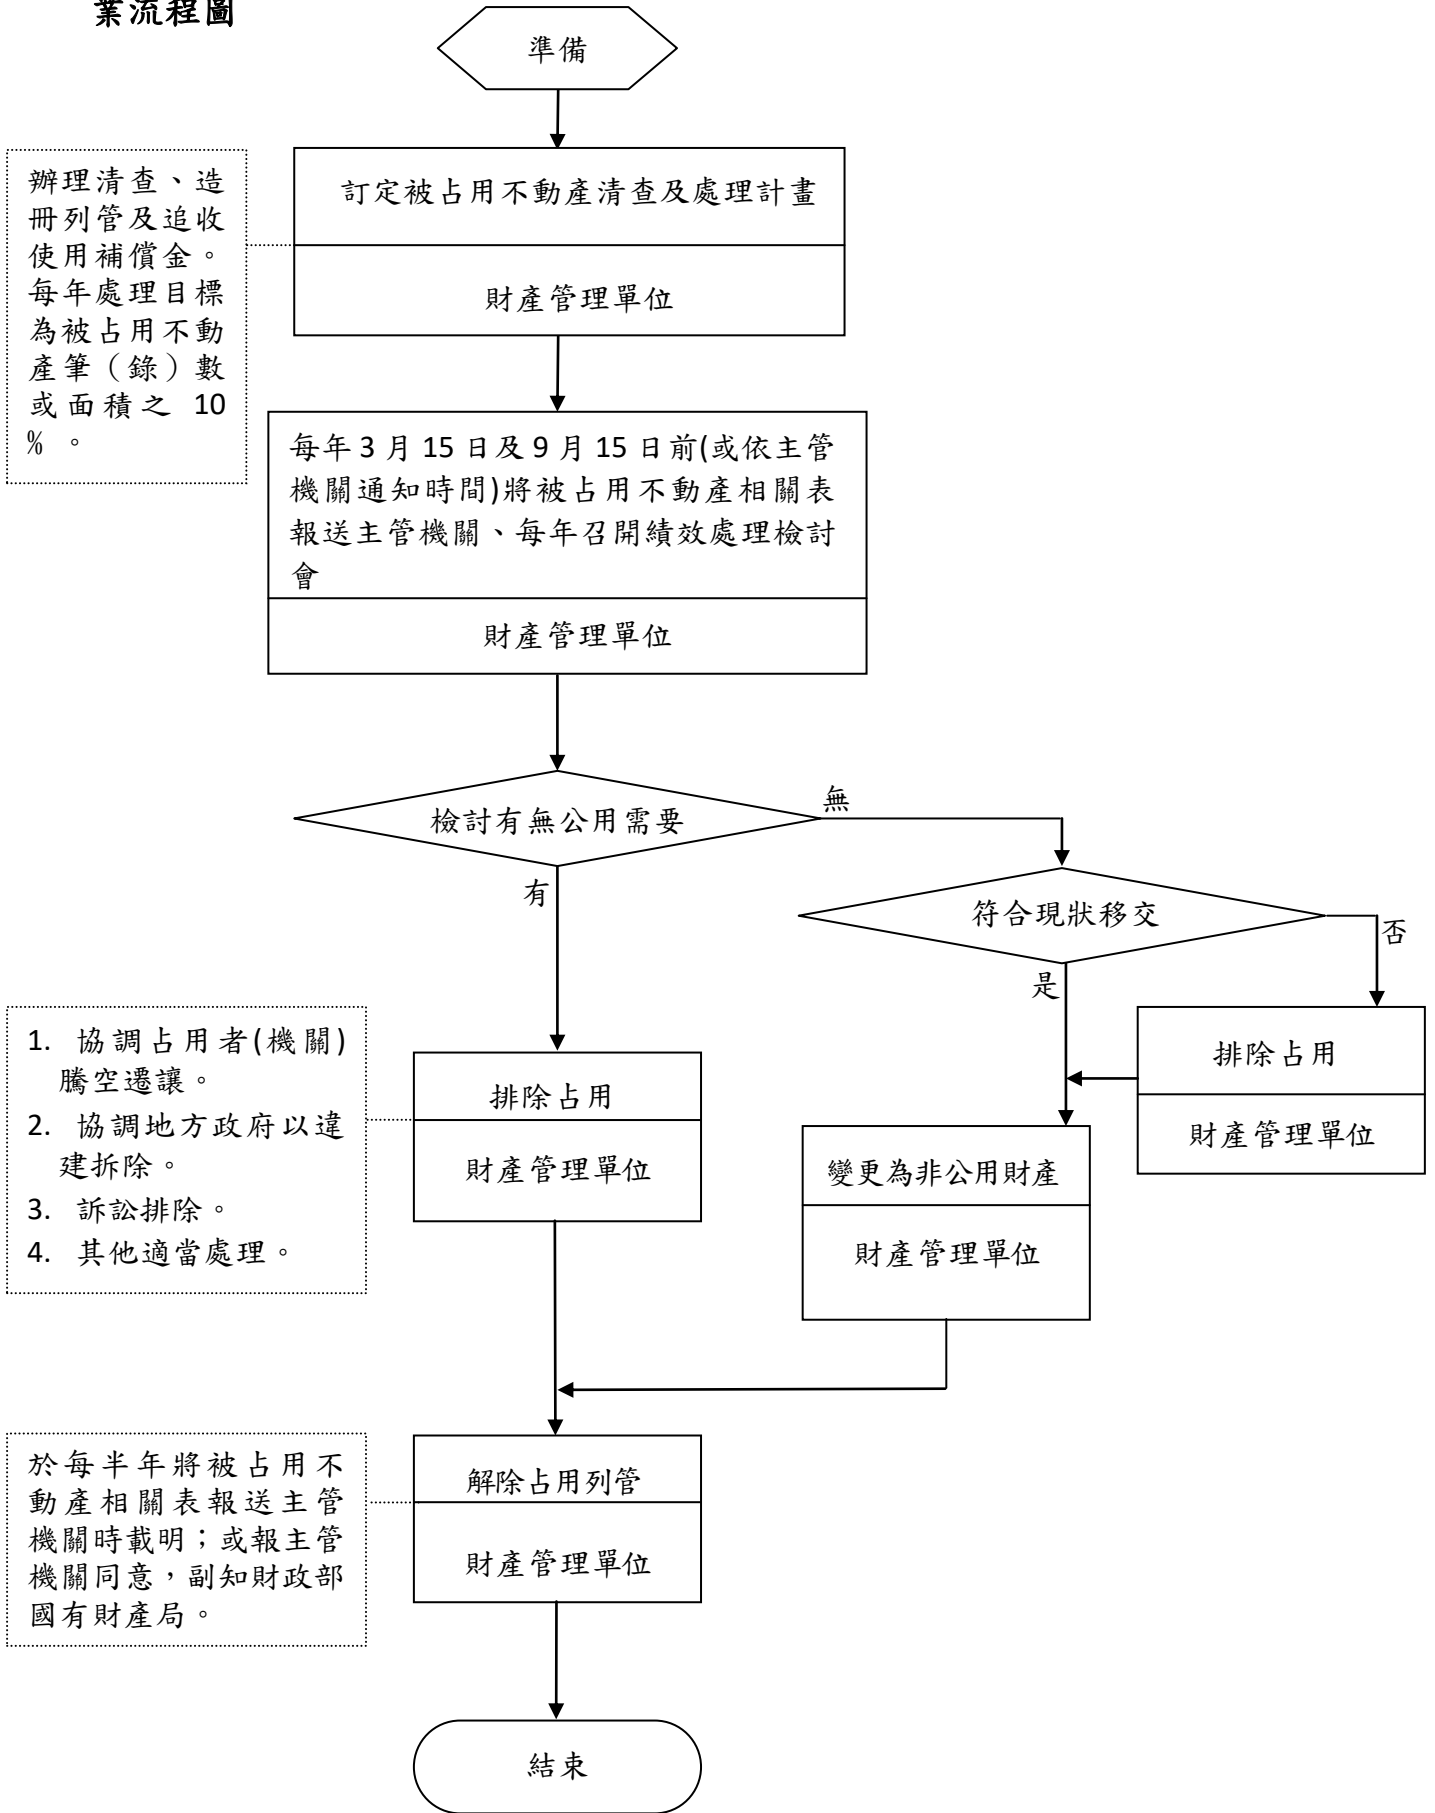 業流程圖
準備
訂定被占用不動產清查及處理計畫
財產管理單位
辦理清查、造
冊列管及追收
使用補償金。
每年處理目標
為被占用不動
產筆（錄）數
或面積之 10
% 。
每年 3 月 15 日及 9 月 15 日前(或依主管
機關通知時間)將被占用不動產相關表
報送主管機關、每年召開績效處理檢討
會
財產管理單位
檢討有無公用需要
無
有
符合現狀移交
否
是
排除占用
財產管理單位
1. 協調占用者(機關)
騰空遷讓。
2. 協調地方政府以違
建拆除。
3. 訴訟排除。
4. 其他適當處理。
排除占用
財產管理單位
變更為非公用財產
財產管理單位
於每半年將被占用不
動產相關表報送主管
機關時載明；或報主管
機關同意，副知財政部
國有財產局。
解除占用列管
財產管理單位
結束